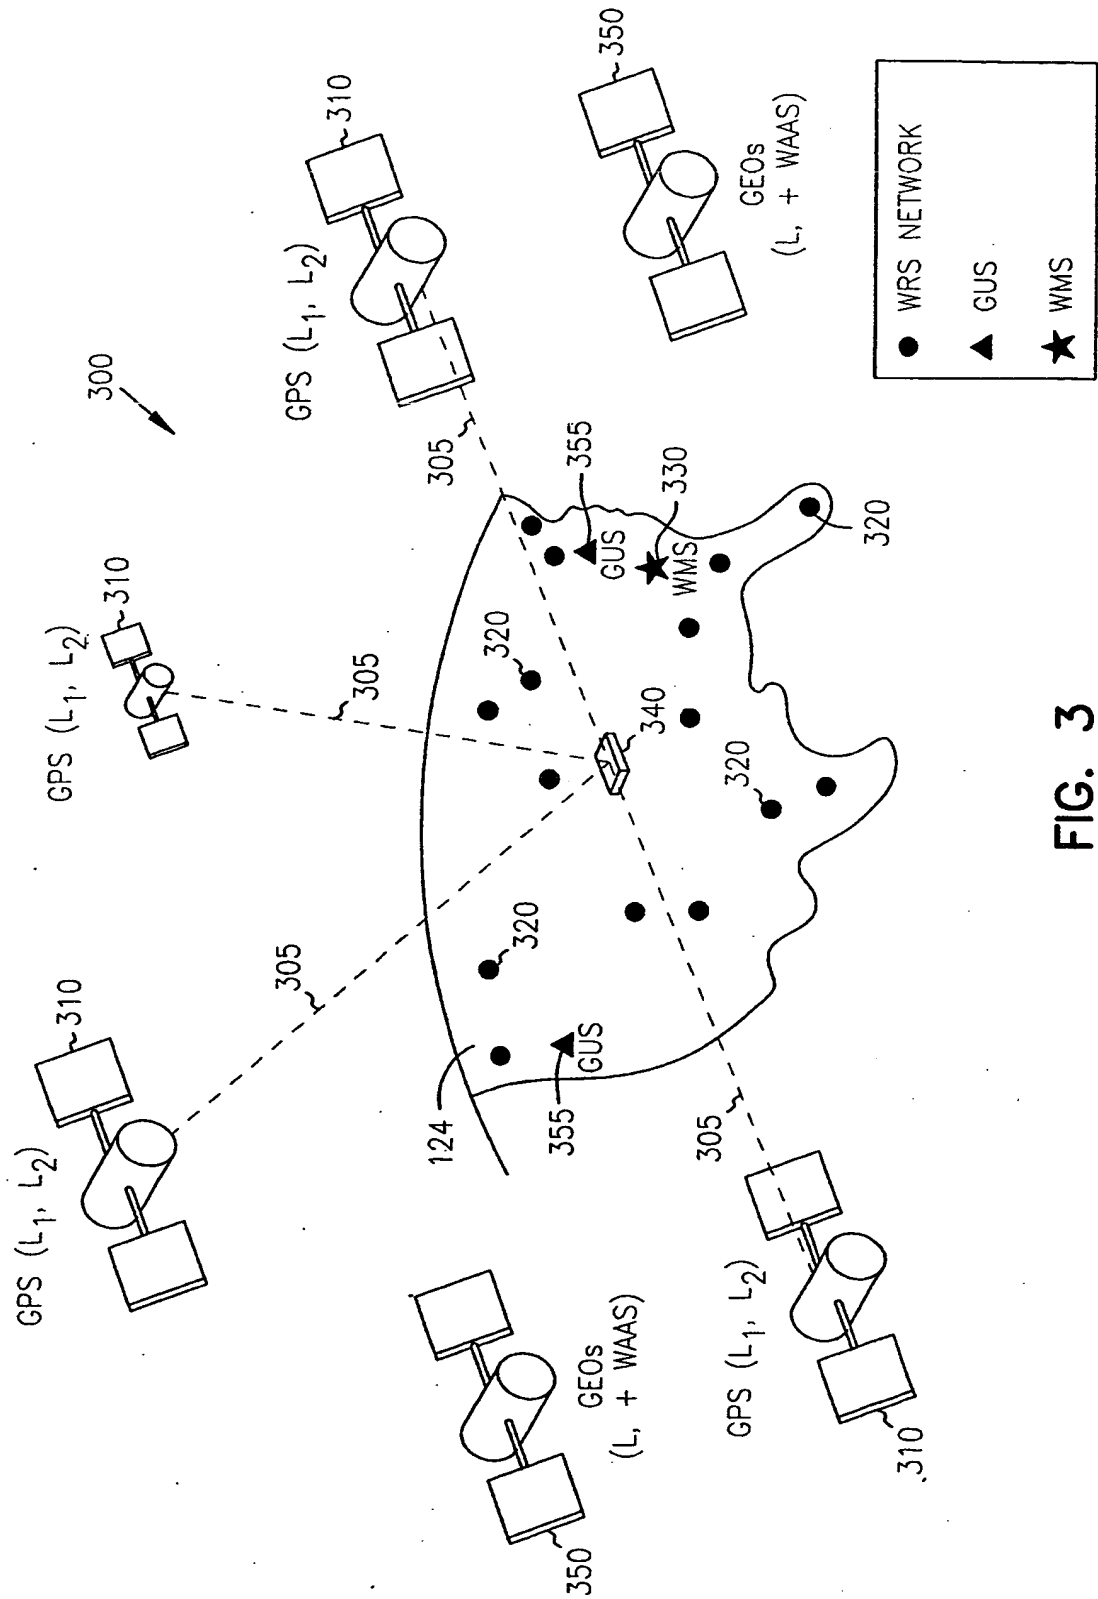 300
GPS (L1, L2)
310
GPS (L1, L2)
310
GPS (L1, L2)
310
305
305
305
350
GEOs
(L, + WAAS)
GEOs
(L, + WAAS)
350
124
320
320
355
GUS
355
GUS
330
WMS
340
320
320
305
GPS (L1, L2)
310
WRS NETWORK
GUS
WMS
FIG. 3